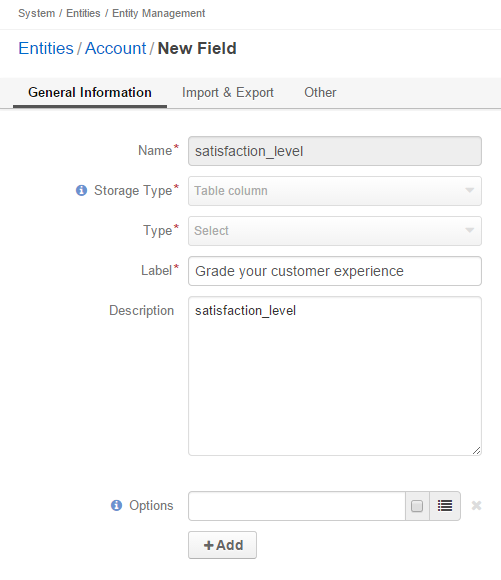 System / Entities / Entity Management
Entities / Account / New Field
General Information Import & Export Other
Name* satisfaction_level
Storage Type* Table column
Type* Select
Label* Grade your customer experience
Description satisfaction_level
Options
+Add